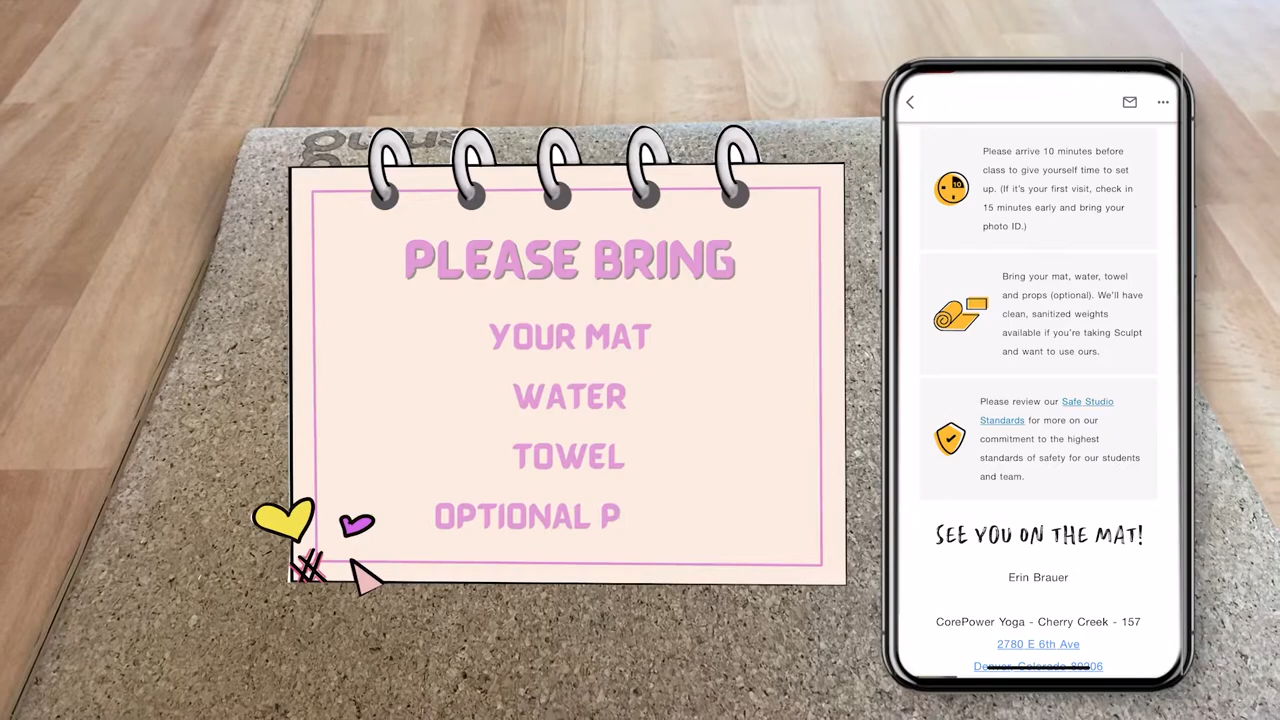 PLEASE BRING
YOUR MAT
WATER
TOWEL
OPTIONAL P
Please arrive 10 minutes before
class to give yourself time to set
up. (If it's your first visit, check in
15 minutes early and bring your
photo ID.)
10
Bring your mat, water, towel
and props (optional). We'll have
clean, sanitized weights
available if you're taking Sculpt
and want to use ours.
Please review our Safe Studio
Standards for more on our
commitment to the highest
standards of safety for our students
and team.
SEE YOU ON THE MAT!
Erin Brauer
CorePower Yoga - Cherry Creek - 157
2780 E 6th Ave
Denver, Colorado 80206